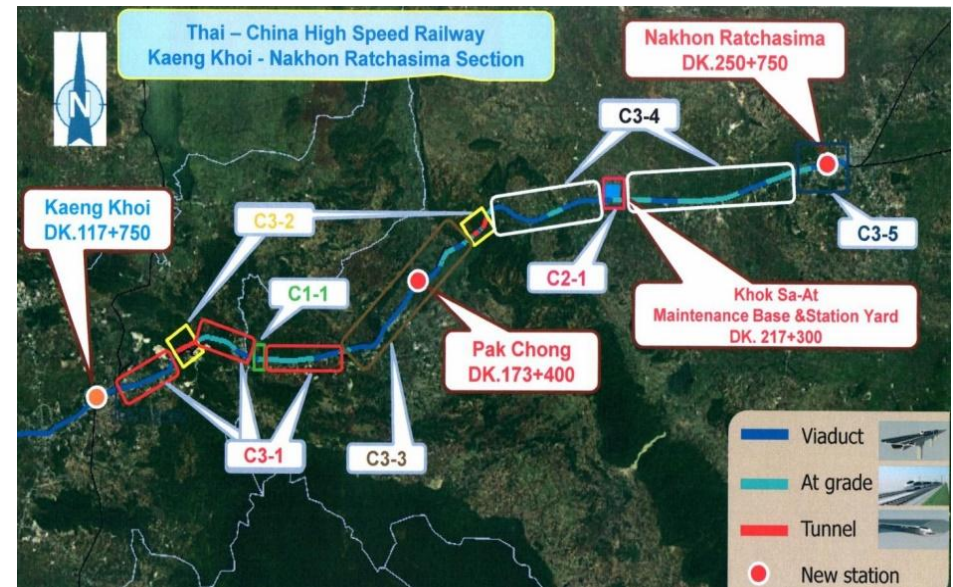 Thai – China High Speed Railway
Kaeng Khoi - Nakhon Ratchasima Section
N
Nakhon Ratchasima
DK.250+750
C3-4
Kaeng Khoi
DK.117+750
C3-2
C3-5
C2-1
C1-1
Khok Sa-At
Maintenance Base &Station Yard
DK. 217+300
Pak Chong
DK.173+400
C3-1
C3-3
Viaduct
At grade
Tunnel
New station